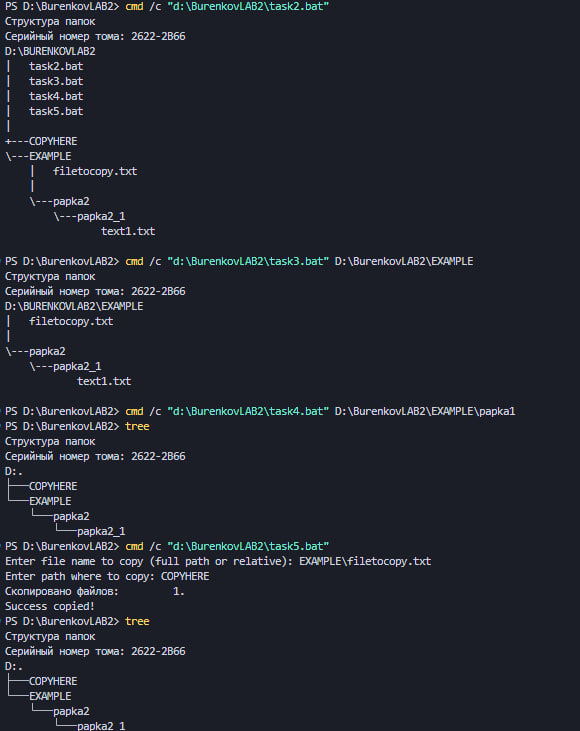 PS D:\BurenkovLAB2> cmd /c "d:\BurenkovLAB2\task2.bat"
Структура папок
Серийный номер тома: 2622-2B66
D:\BURENKOVLAB2
|   task2.bat
|   task3.bat
|   task4.bat
|   task5.bat
|
+---COPYHERE
\---EXAMPLE
    |   filetocopy.txt
    |
    \---papka2
        \---papka2_1
                text1.txt
PS D:\BurenkovLAB2> cmd /c "d:\BurenkovLAB2\task3.bat" D:\BurenkovLAB2\EXAMPLE
Структура папок
Серийный номер тома: 2622-2B66
D:\BURENKOVLAB2\EXAMPLE
|   filetocopy.txt
|
\---papka2
    \---papka2_1
            text1.txt
PS D:\BurenkovLAB2> cmd /c "d:\BurenkovLAB2\task4.bat" D:\BurenkovLAB2\EXAMPLE\papka1
PS D:\BurenkovLAB2> tree
Структура папок
Серийный номер тома: 2622-2B66
D:.
├───COPYHERE
└───EXAMPLE
    └───papka2
        └───papka2_1
PS D:\BurenkovLAB2> cmd /c "d:\BurenkovLAB2\task5.bat"
Enter file name to copy (full path or relative): EXAMPLE\filetocopy.txt
Enter path where to copy: COPYHERE
Скопировано файлов:         1.
Success copied!
PS D:\BurenkovLAB2> tree
Структура папок
Серийный номер тома: 2622-2B66
D:.
├───COPYHERE
└───EXAMPLE
    └───papka2
        └───papka2_1